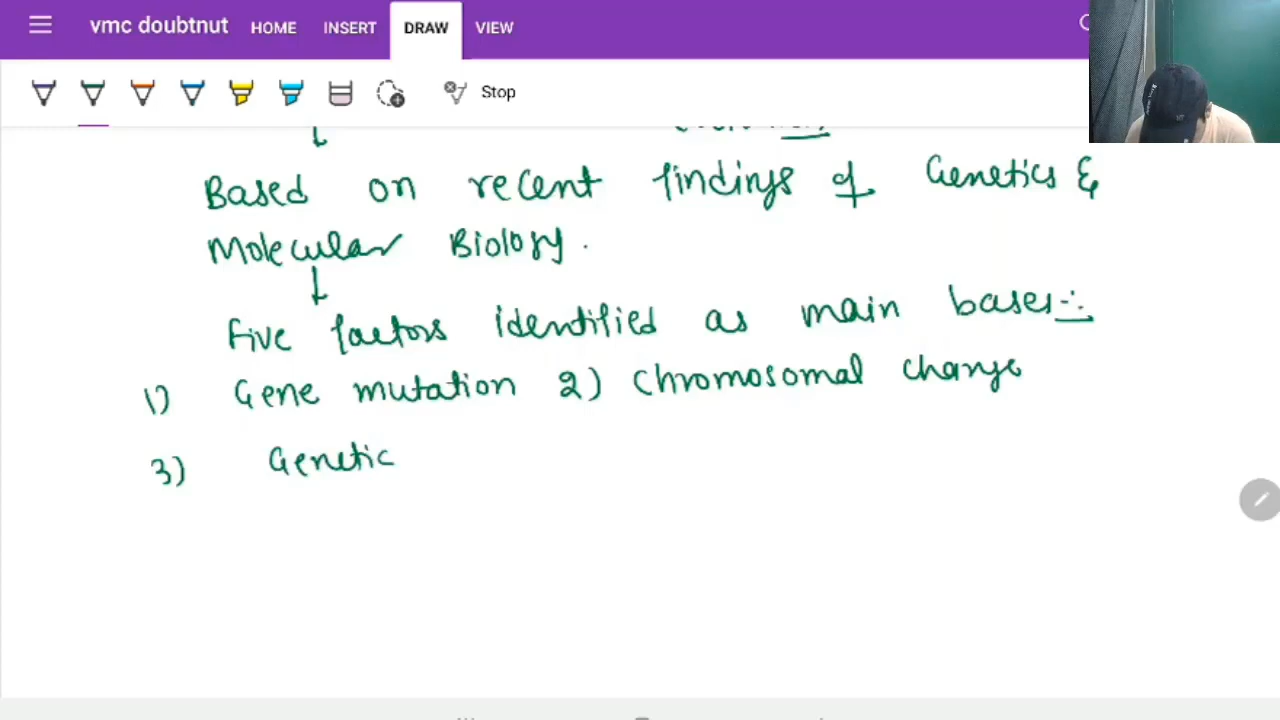 vmc doubtnut HOME INSERT DRAW VIEW
Stop
Based on recent findings of Genetics &
Molecular Biology.
Five factors identified as main bases:-
1) Gene mutation 2) Chromosomal change
3) Genetic